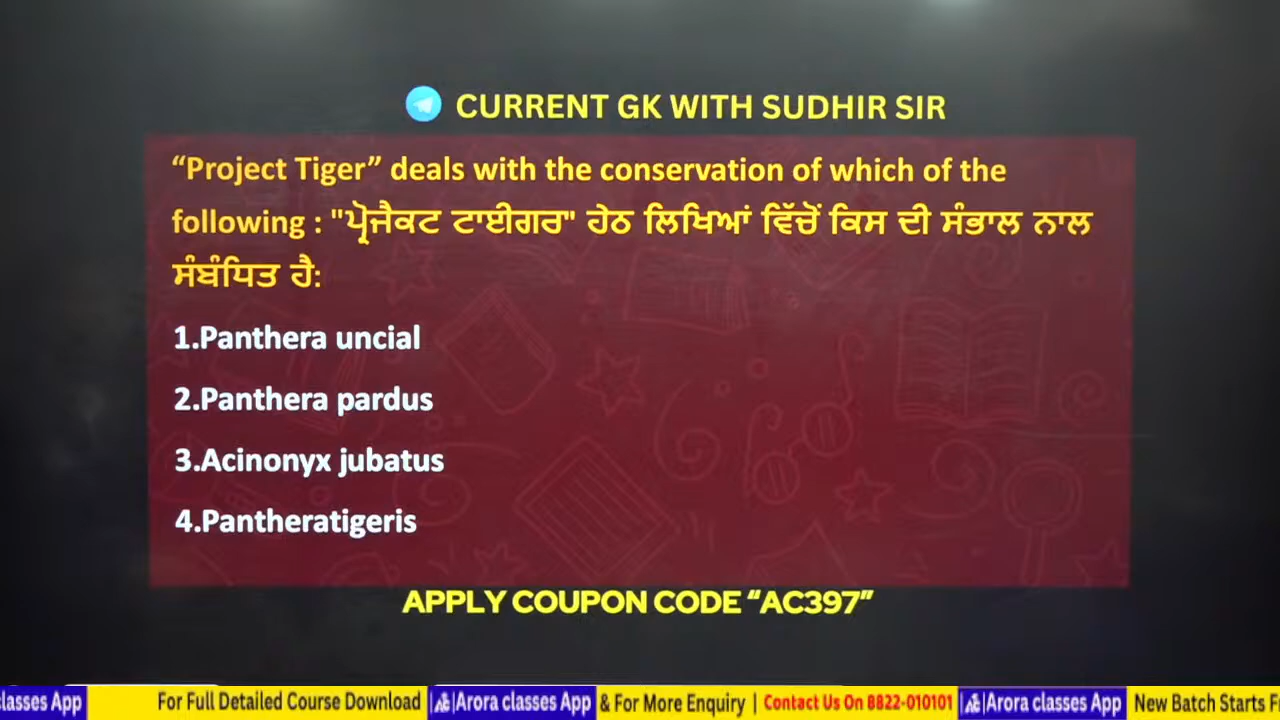 CURRENT GK WITH SUDHIR SIR
“Project Tiger” deals with the conservation of which of the
following : "ਪ੍ਰੋਜੈਕਟ ਟਾਈਗਰ" ਹੇਠ ਲਿਖਿਆਂ ਵਿੱਚੋਂ ਕਿਸ ਦੀ ਸੰਭਾਲ ਨਾਲ
ਸੰਬੰਧਿਤ ਹੈ:
1.Panthera uncial
2.Panthera pardus
3.Acinonyx jubatus
4.Pantheratigeris
APPLY COUPON CODE “AC397”
classes App For Full Detailed Course Download Arora classes App & For More Enquiry | Contact Us On 8822-010101 Arora classes App New Batch Starts F